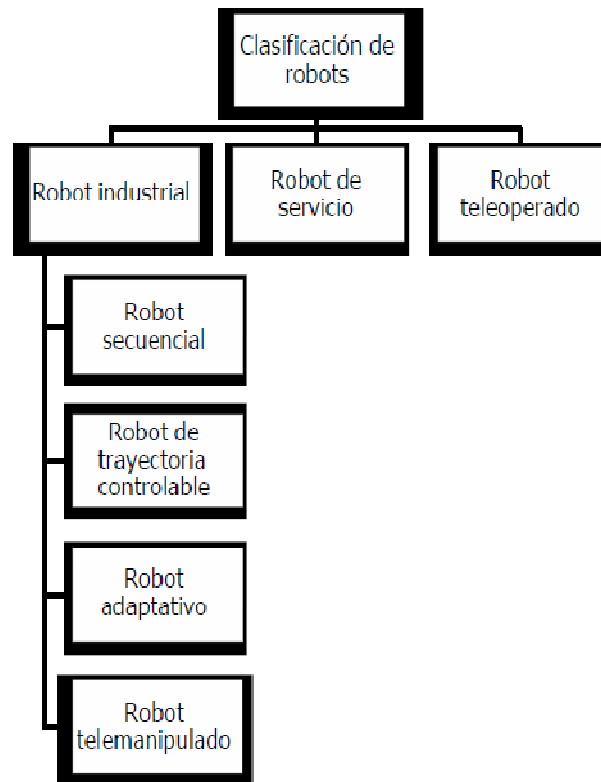 Clasificación de
robots
Robot industrial
Robot de
servicio
Robot
teleoperado
Robot
secuencial
Robot de
trayectoria
controlable
Robot
adaptativo
Robot
telemanipulado